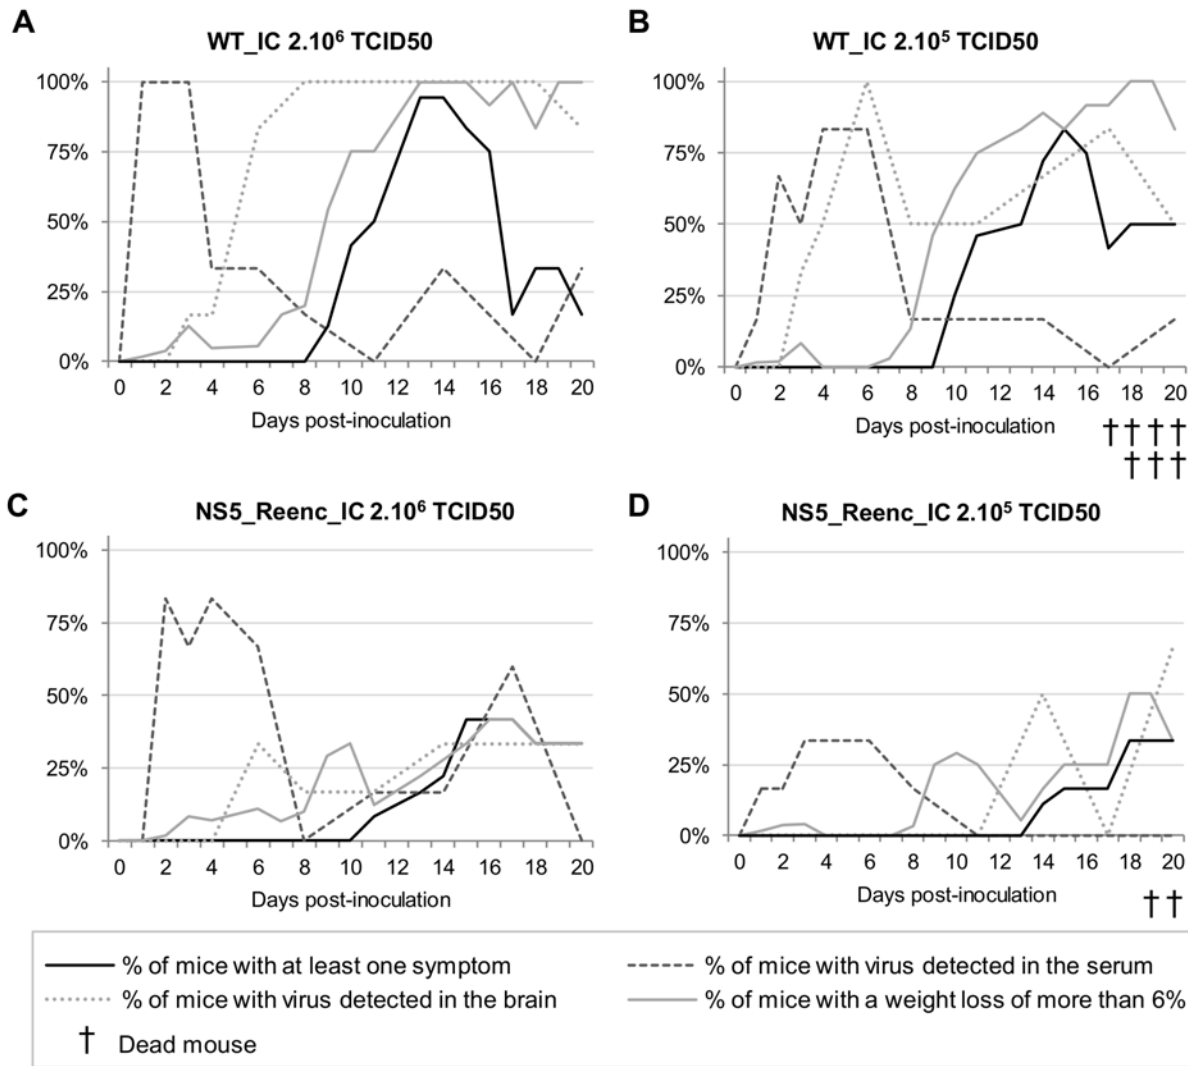 A
WT_IC 2.10⁶ TCID50
100%
75%
50%
25%
0%
0 2 4 6 8 10 12 14 16 18 20
Days post-inoculation
B
WT_IC 2.10⁵ TCID50
100%
75%
50%
25%
0%
0 2 4 6 8 10 12 14 16 18 20
Days post-inoculation
† † † †
† † †
C
NS5_Reenc_IC 2.10⁶ TCID50
100%
75%
50%
25%
0%
0 2 4 6 8 10 12 14 16 18 20
Days post-inoculation
D
NS5_Reenc_IC 2.10⁵ TCID50
100%
75%
50%
25%
0%
0 2 4 6 8 10 12 14 16 18 20
Days post-inoculation
† †
% of mice with at least one symptom
% of mice with virus detected in the serum
% of mice with virus detected in the brain
% of mice with a weight loss of more than 6%
† Dead mouse